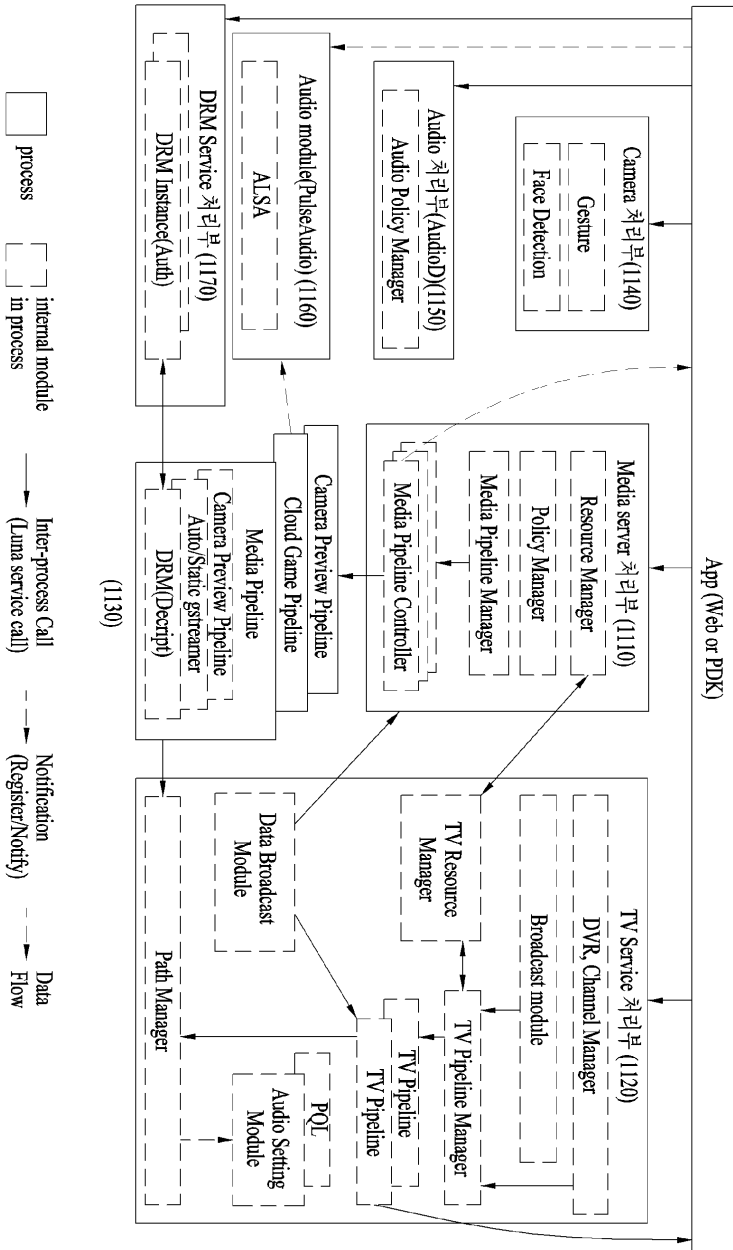 App (Web or PDK)
Camera 처리부(1140)
Gesture
Face Detection
Audio 처리부(AudioD)(1150)
Audio Policy Manager
Audio module(PulseAudio) (1160)
ALSA
DRM Service 처리부 (1170)
DRM Instance(Auth)
Media server 처리부 (1110)
Resource Manager
Policy Manager
Media Pipeline Manager
Media Pipeline Controller
Camera Preview Pipeline
Cloud Game Pipeline
Media Pipeline
Camera Preview Pipeline
Auto/Static gstreamer
DRM(Decript)
(1130)
TV Service 처리부 (1120)
DVR, Channel Manager
Broadcast module
TV Resource
Manager
TV Pipeline Manager
TV Pipeline
TV Pipeline
Data Broadcast
Module
PQL
Audio Setting
Module
Path Manager
process
internal module
in process
Inter-process Call
(Luna service call)
Notification
(Register/Notify)
Data
Flow